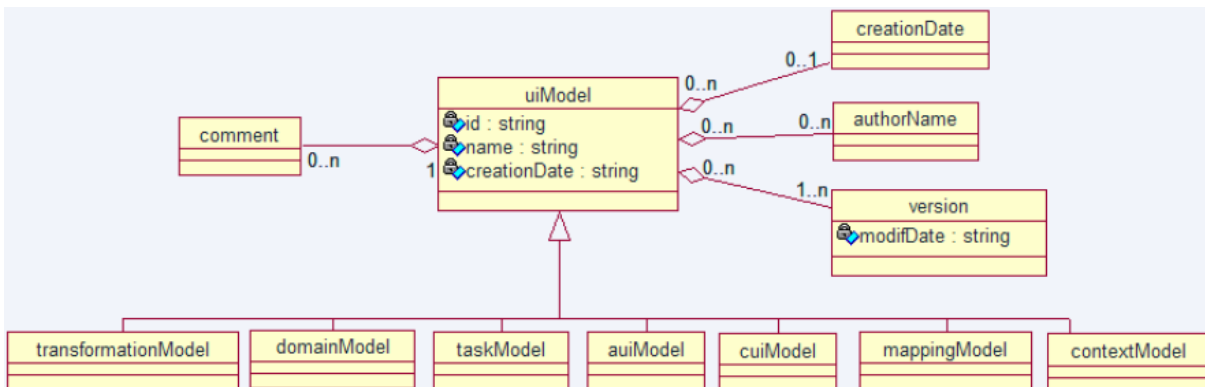 creationDate
0..1
0..n
uiModel
id : string
name : string
creationDate : string
comment
0..n
1
0..n
0..n
authorName
0..n
1..n
version
modifDate : string
transformationModel
domainModel
taskModel
auiModel
cuiModel
mappingModel
contextModel